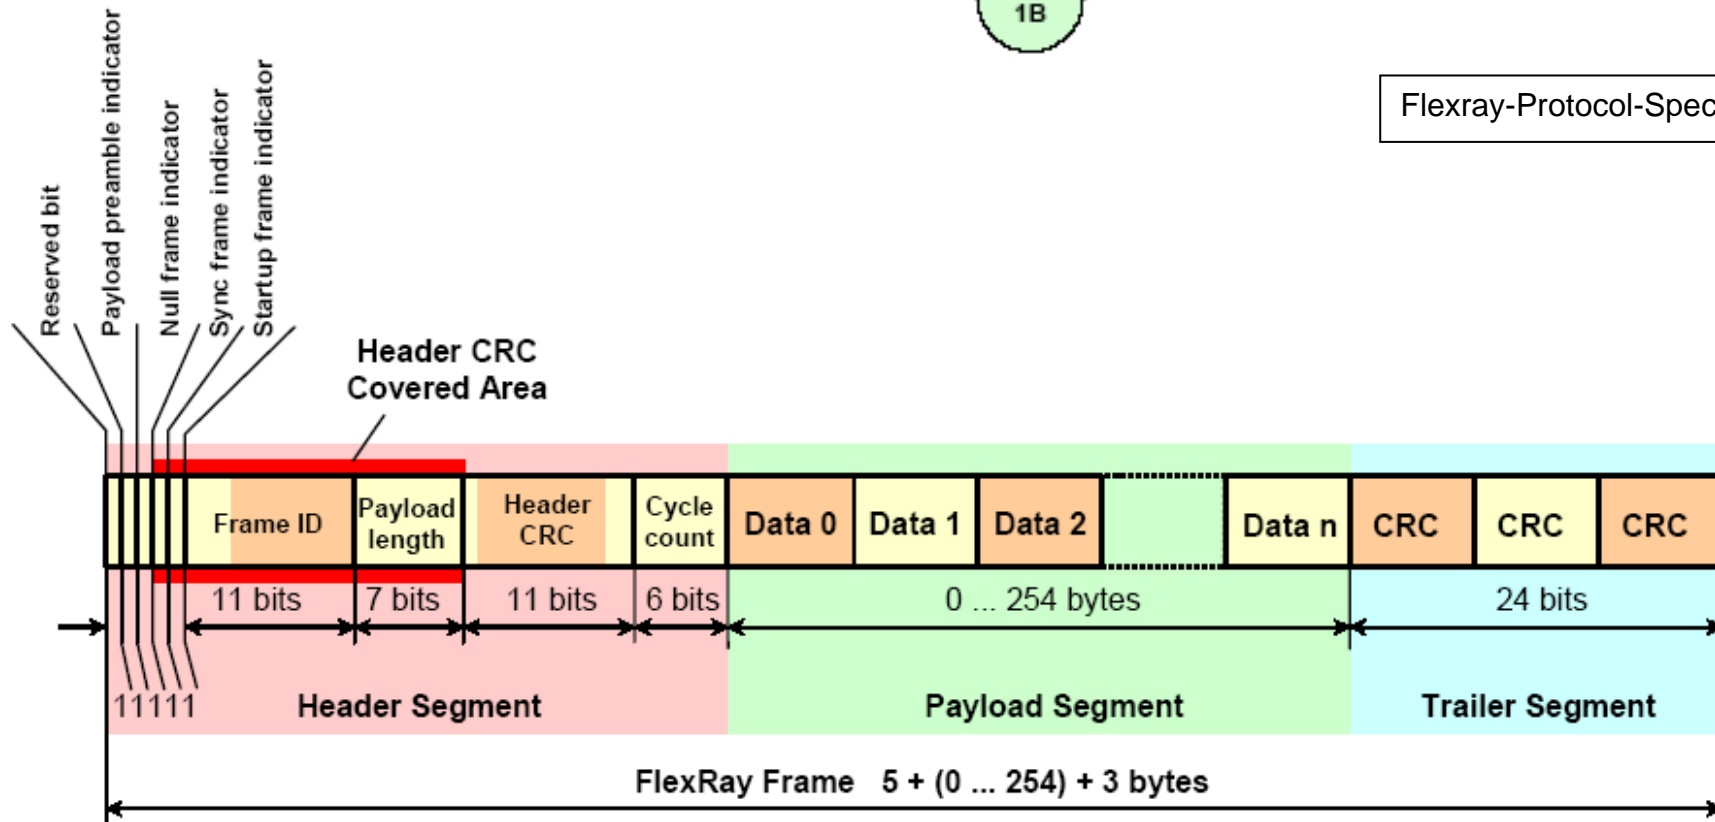 1B
Flexray-Protocol-Spec
Reserved bit
Payload preamble indicator
Null frame indicator
Sync frame indicator
Startup frame indicator
Header CRC
Covered Area
Frame ID
Payload
length
Header
CRC
Cycle
count
Data 0
Data 1
Data 2
Data n
CRC
CRC
CRC
11 bits
7 bits
11 bits
6 bits
0 ... 254 bytes
24 bits
11111
Header Segment
Payload Segment
Trailer Segment
FlexRay Frame 5 + (0 ... 254) + 3 bytes